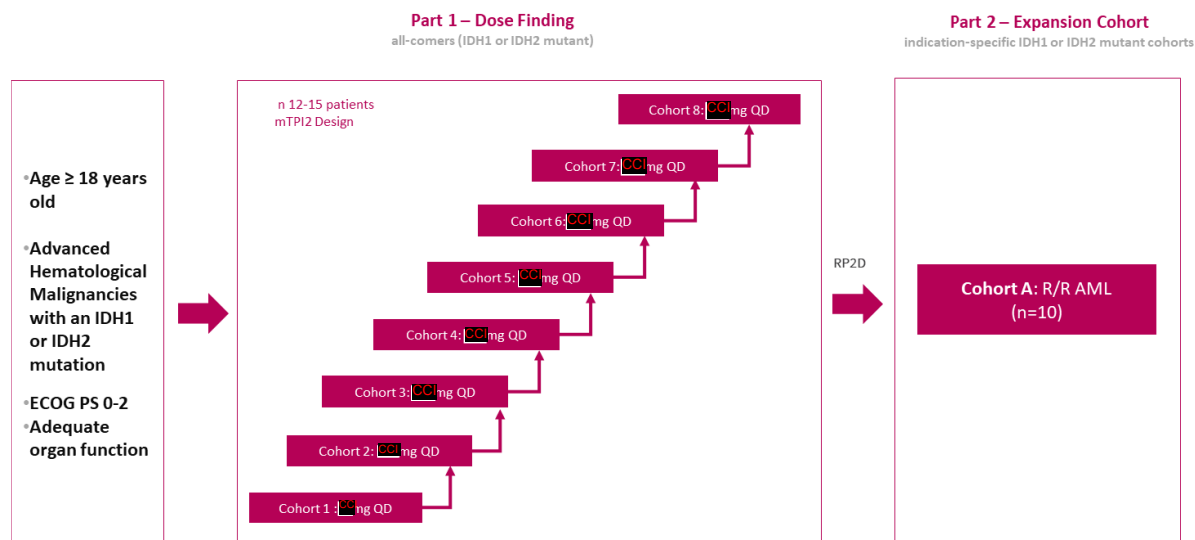 Part 1 – Dose Finding
all-comers (IDH1 or IDH2 mutant)
Part 2 – Expansion Cohort
indication-specific IDH1 or IDH2 mutant cohorts
•Age ≥ 18 years
old
•Advanced
Hematological
Malignancies
with an IDH1
or IDH2
mutation
•ECOG PS 0-2
•Adequate
organ function
n 12-15 patients
mTPI2 Design
Cohort 8: CCI mg QD
Cohort 7: CCI mg QD
Cohort 6: CCI mg QD
Cohort 5: CCI mg QD
Cohort 4: CCI mg QD
Cohort 3: CCI mg QD
Cohort 2: CCI mg QD
Cohort 1 : CCI mg QD
RP2D
Cohort A: R/R AML
(n=10)